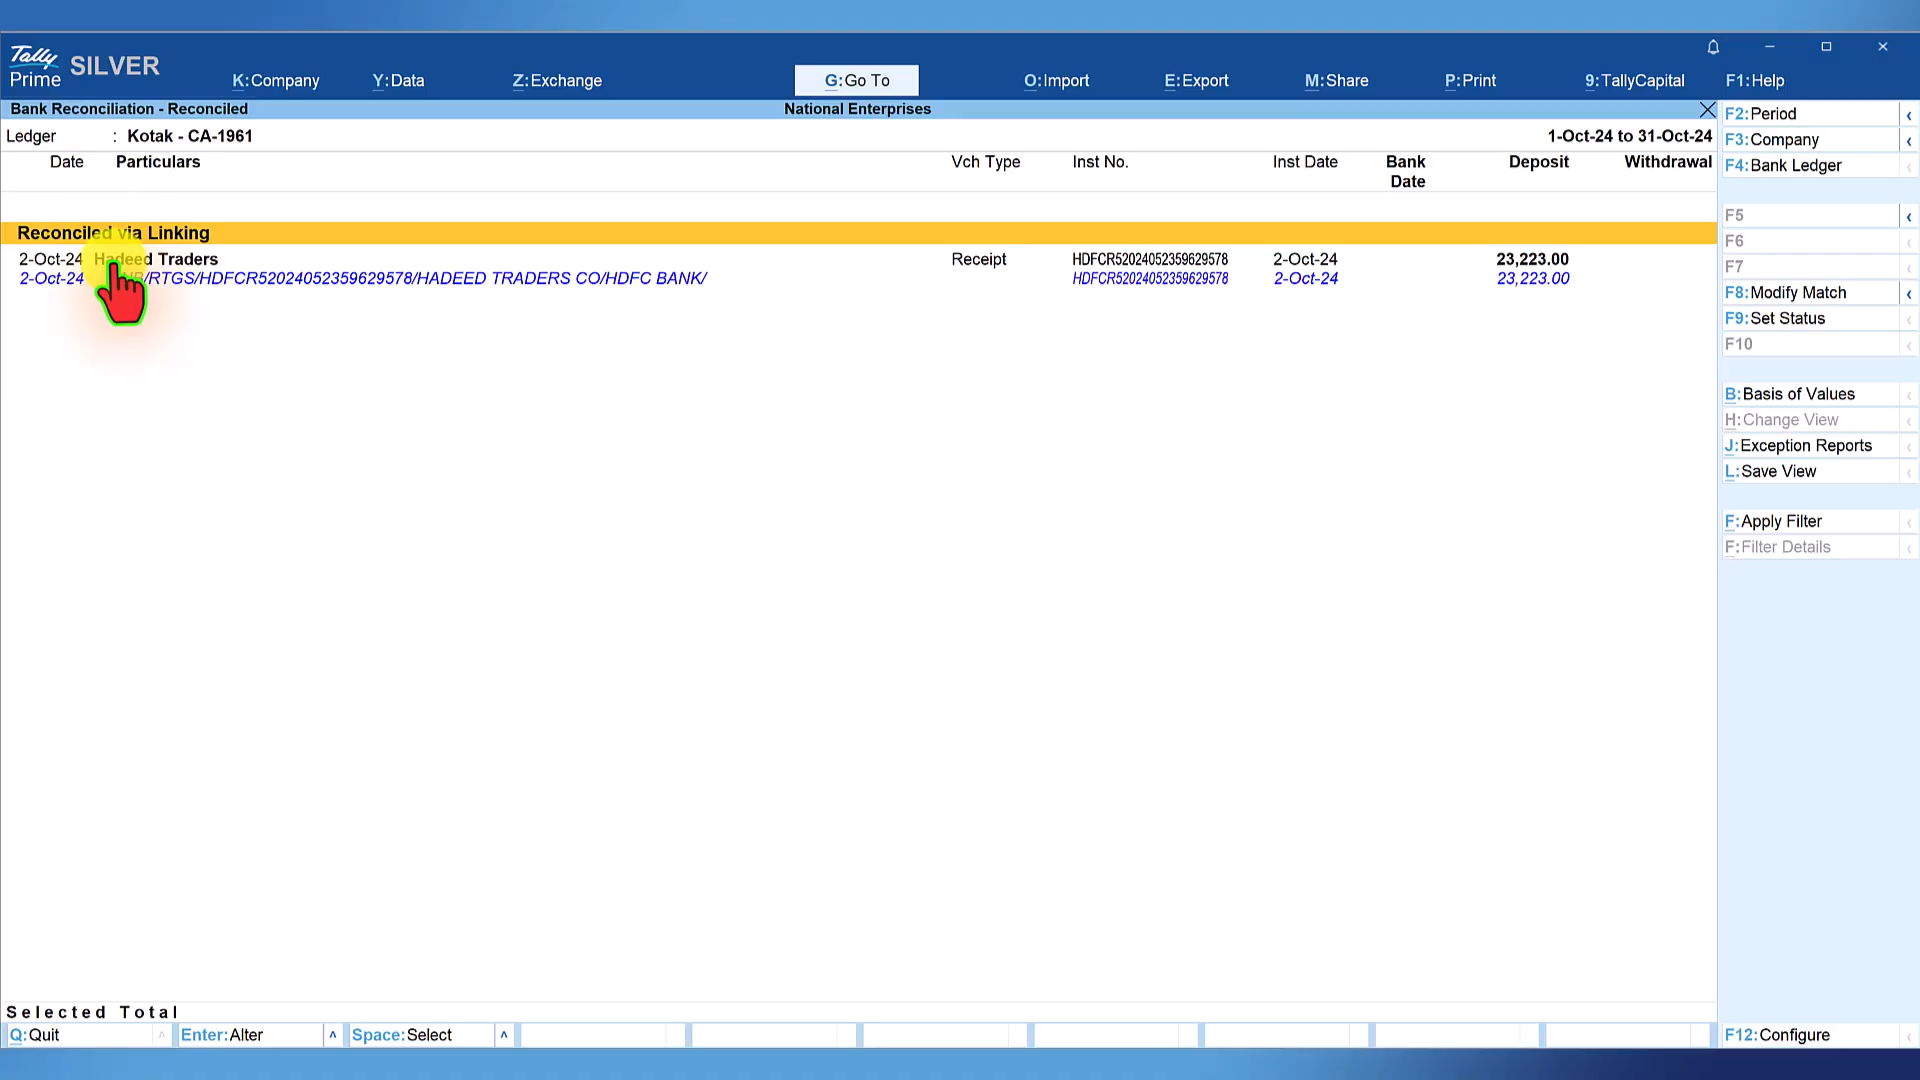 Tally
Prime SILVER
K:Company Y:Data Z:Exchange G:Go To O:Import E:Export M:Share P:Print 9:TallyCapital F1:Help
Bank Reconciliation - Reconciled National Enterprises
Ledger : Kotak - CA-1961 1-Oct-24 to 31-Oct-24
Date Particulars Vch Type Inst No. Inst Date Bank Date Deposit Withdrawal
Reconciled via Linking
2-Oct-24 Hadeed Traders Receipt HDFCR52024052359629578 2-Oct-24 23,223.00
2-Oct-24 /RTGS/HDFCR52024052359629578/HADEED TRADERS CO/HDFC BANK/ HDFCR52024052359629578 2-Oct-24 23,223.00
F2:Period
F3:Company
F4:Bank Ledger
F5
F6
F7
F8:Modify Match
F9:Set Status
F10
B:Basis of Values
H:Change View
J:Exception Reports
L:Save View
F:Apply Filter
F:Filter Details
Selected Total
Q:Quit Enter:Alter Space:Select F12:Configure